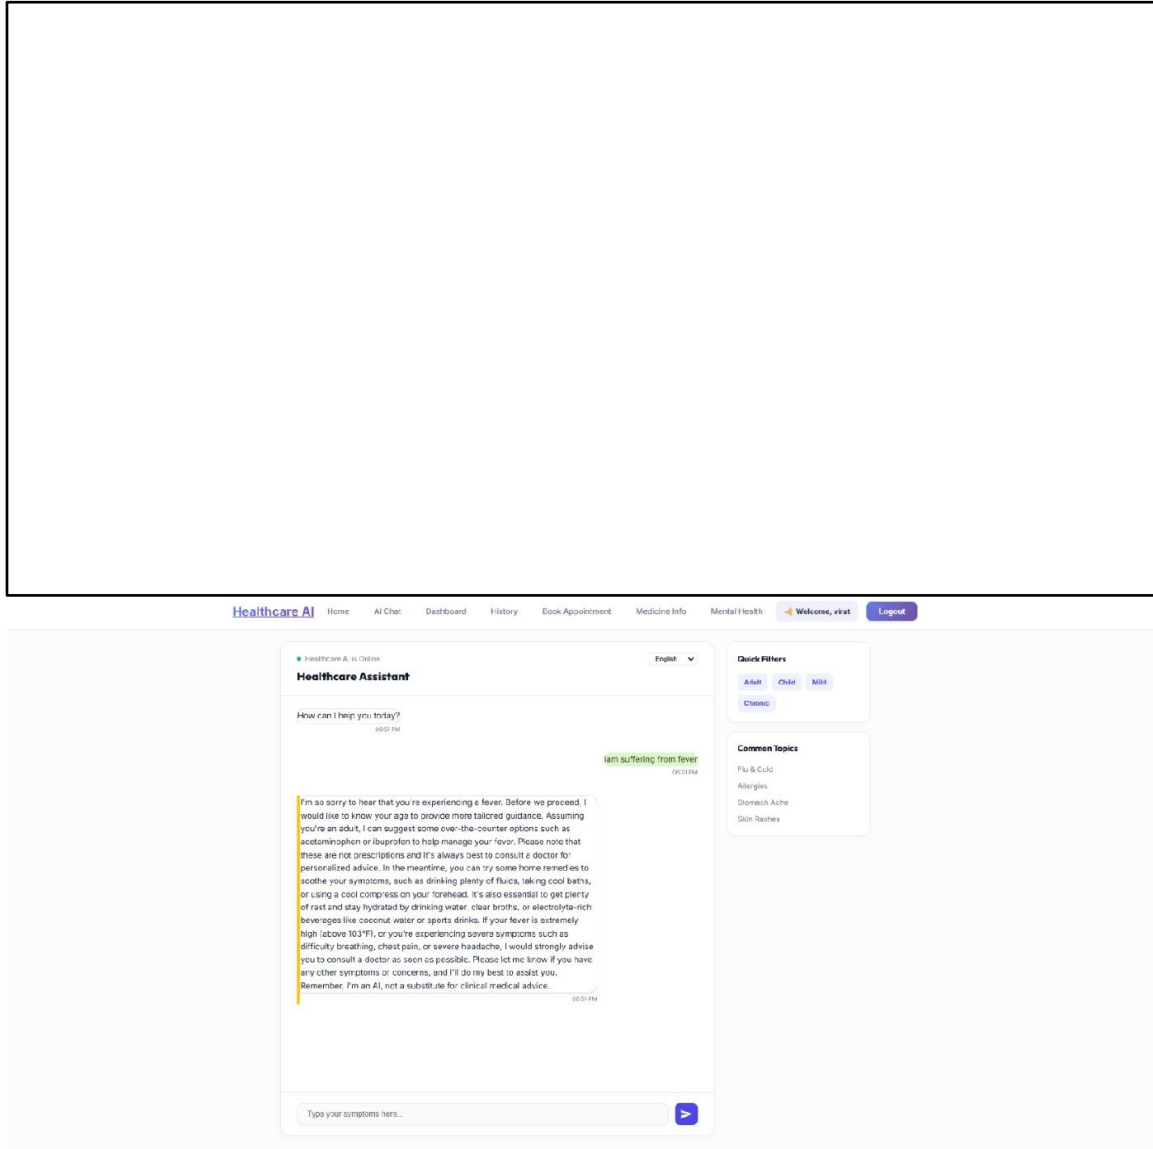 Healthcare AI Home AI Chat Dashboard History Book Appointment Medicine Info Mental Health Welcome, virat Logout
Healthcare AI is Online
English
Healthcare Assistant
How can I help you today?
06:51 PM
Iam suffering from fever
06:51 PM
I'm so sorry to hear that you're experiencing a fever. Before we proceed, I
would like to know your age to provide more tailored guidance. Assuming
you're an adult, I can suggest some over-the-counter options such as
acetaminophen or ibuprofen to help manage your fever. Please note that
these are not prescriptions and it's always best to consult a doctor for
personalized advice. In the meantime, you can try some home remedies to
soothe your symptoms, such as drinking plenty of fluids, taking cool baths,
or using a cool compress on your forehead. It's also essential to get plenty
of rest and stay hydrated by drinking water, clear broths, or electrolyte-rich
beverages like coconut water or sports drinks. If your fever is extremely
high (above 103°F), or you're experiencing severe symptoms such as
difficulty breathing, chest pain, or severe headache, I would strongly advise
you to consult a doctor as soon as possible. Please let me know if you have
any other symptoms or concerns, and I'll do my best to assist you.
Remember, I'm an AI, not a substitute for clinical medical advice.
06:51 PM
Type your symptoms here...
Quick Filters
Adult Child Mild
Chronic
Common Topics
Flu & Cold
Allergies
Stomach Ache
Skin Rashes